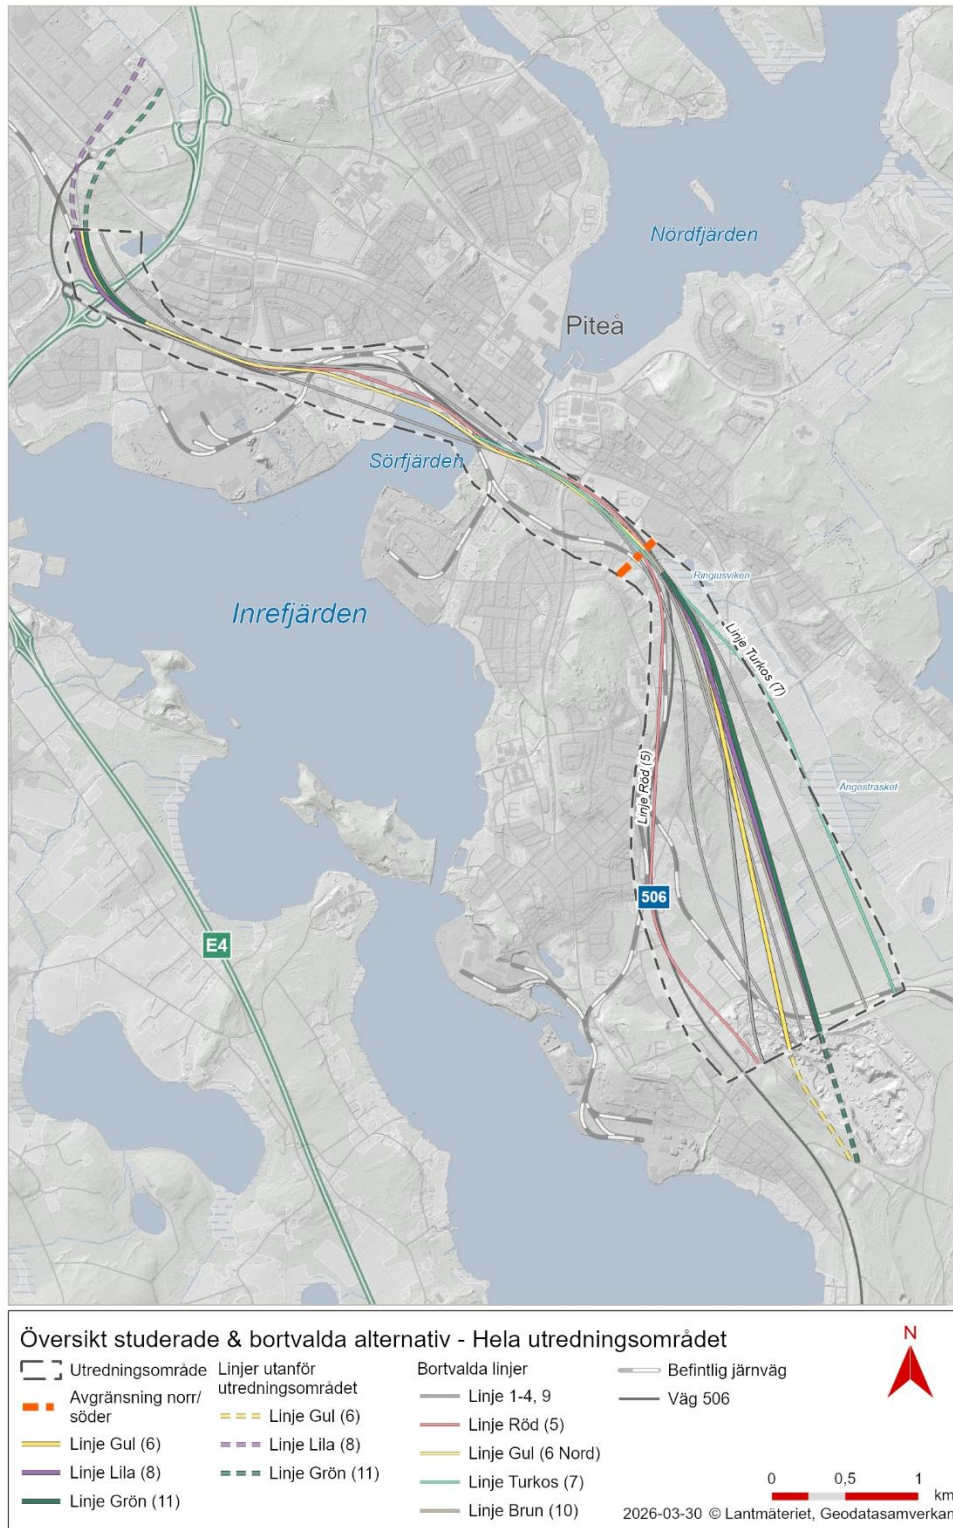 Nördfjärden
Piteå
Sörfjärden
Inrefjärden
Ringiusviken
Linje Turkos (7)
Linje Röd (5)
Ängesträsket
506
E4
Översikt studerade & bortvalda alternativ - Hela utredningsområdet
Utredningsområde
Avgränsning norr/
söder
Linje Gul (6)
Linje Lila (8)
Linje Grön (11)
Linjer utanför
utredningsområdet
Linje Gul (6)
Linje Lila (8)
Linje Grön (11)
Bortvalda linjer
Linje 1-4, 9
Linje Röd (5)
Linje Gul (6 Nord)
Linje Turkos (7)
Linje Brun (10)
Befintlig järnväg
Väg 506
N
0 0,5 1
km
2026-03-30 © Lantmäteriet, Geodatasamverkan